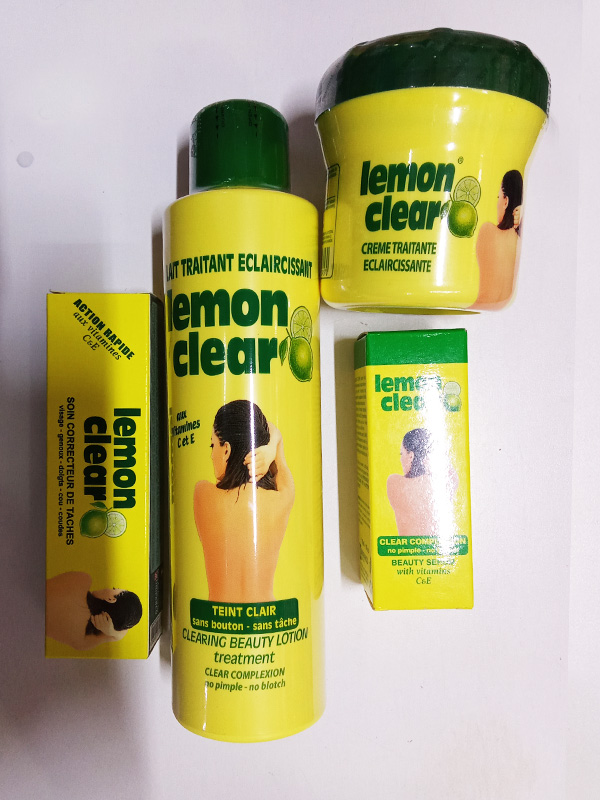 ACTION RAPIDE
aux vitamines
C&E
lemon
clear
SOIN CORRECTEUR DE TACHES
visage - genoux - doigts - cou - coudes
LAIT TRAITANT ECLAIRCISSANT
lemon
clear
aux
vitamines
C et E
TEINT CLAIR
sans bouton - sans tâche
CLEARING BEAUTY LOTION
treatment
CLEAR COMPLEXION
no pimple - no blotch
lemon®
clear
CREME TRAITANTE
ECLAIRCISSANTE
lemon
clear
CLEAR COMPLEXION
no pimple - no
BEAUTY SERUM
with vitamins
C&E